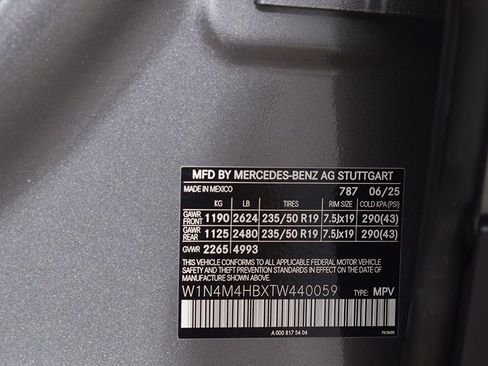 MFD BY MERCEDES-BENZ AG STUTTGART
MADE IN MEXICO 787 06/25
KG LB TIRES RIM SIZE COLD KPA (PSI)
GAWR FRONT 1190 2624 235/50 R19 7.5Jx19 290(43)
GAWR REAR 1125 2480 235/50 R19 7.5Jx19 290(43)
GVWR 2265 4993
THIS VEHICLE CONFORMS TO ALL APPLICABLE FEDERAL MOTOR VEHICLE
SAFETY AND THEFT PREVENTION STANDARDS IN EFFECT ON THE DATE
OF MANUFACTURE SHOWN ABOVE.
W1N4M4HBXTW440059 TYPE: MPV
A 000 817 54 04